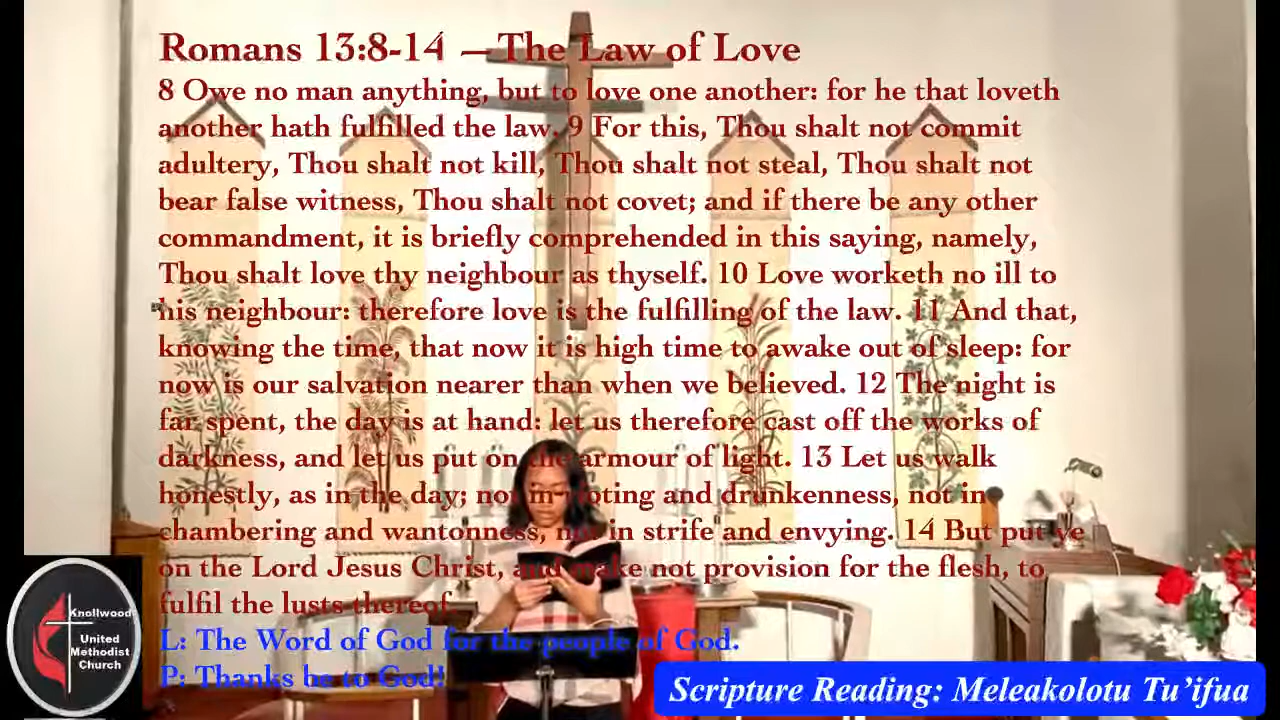 Romans 13:8-14 – The Law of Love
8 Owe no man anything, but to love one another: for he that loveth
another hath fulfilled the law. 9 For this, Thou shalt not commit
adultery, Thou shalt not kill, Thou shalt not steal, Thou shalt not
bear false witness, Thou shalt not covet; and if there be any other
commandment, it is briefly comprehended in this saying, namely,
Thou shalt love thy neighbour as thyself. 10 Love worketh no ill to
his neighbour: therefore love is the fulfilling of the law. 11 And that,
knowing the time, that now it is high time to awake out of sleep: for
now is our salvation nearer than when we believed. 12 The night is
far spent, the day is at hand: let us therefore cast off the works of
darkness, and let us put on the armour of light. 13 Let us walk
honestly, as in the day; not in rioting and drunkenness, not in
chambering and wantonness, not in strife and envying. 14 But put ye
on the Lord Jesus Christ, and make not provision for the flesh, to
fulfil the lusts thereof.
L: The Word of God for the people of God.
P: Thanks be to God!
Knollwood
United
Methodist
Church
Scripture Reading: Meleakolotu Tu'ifua